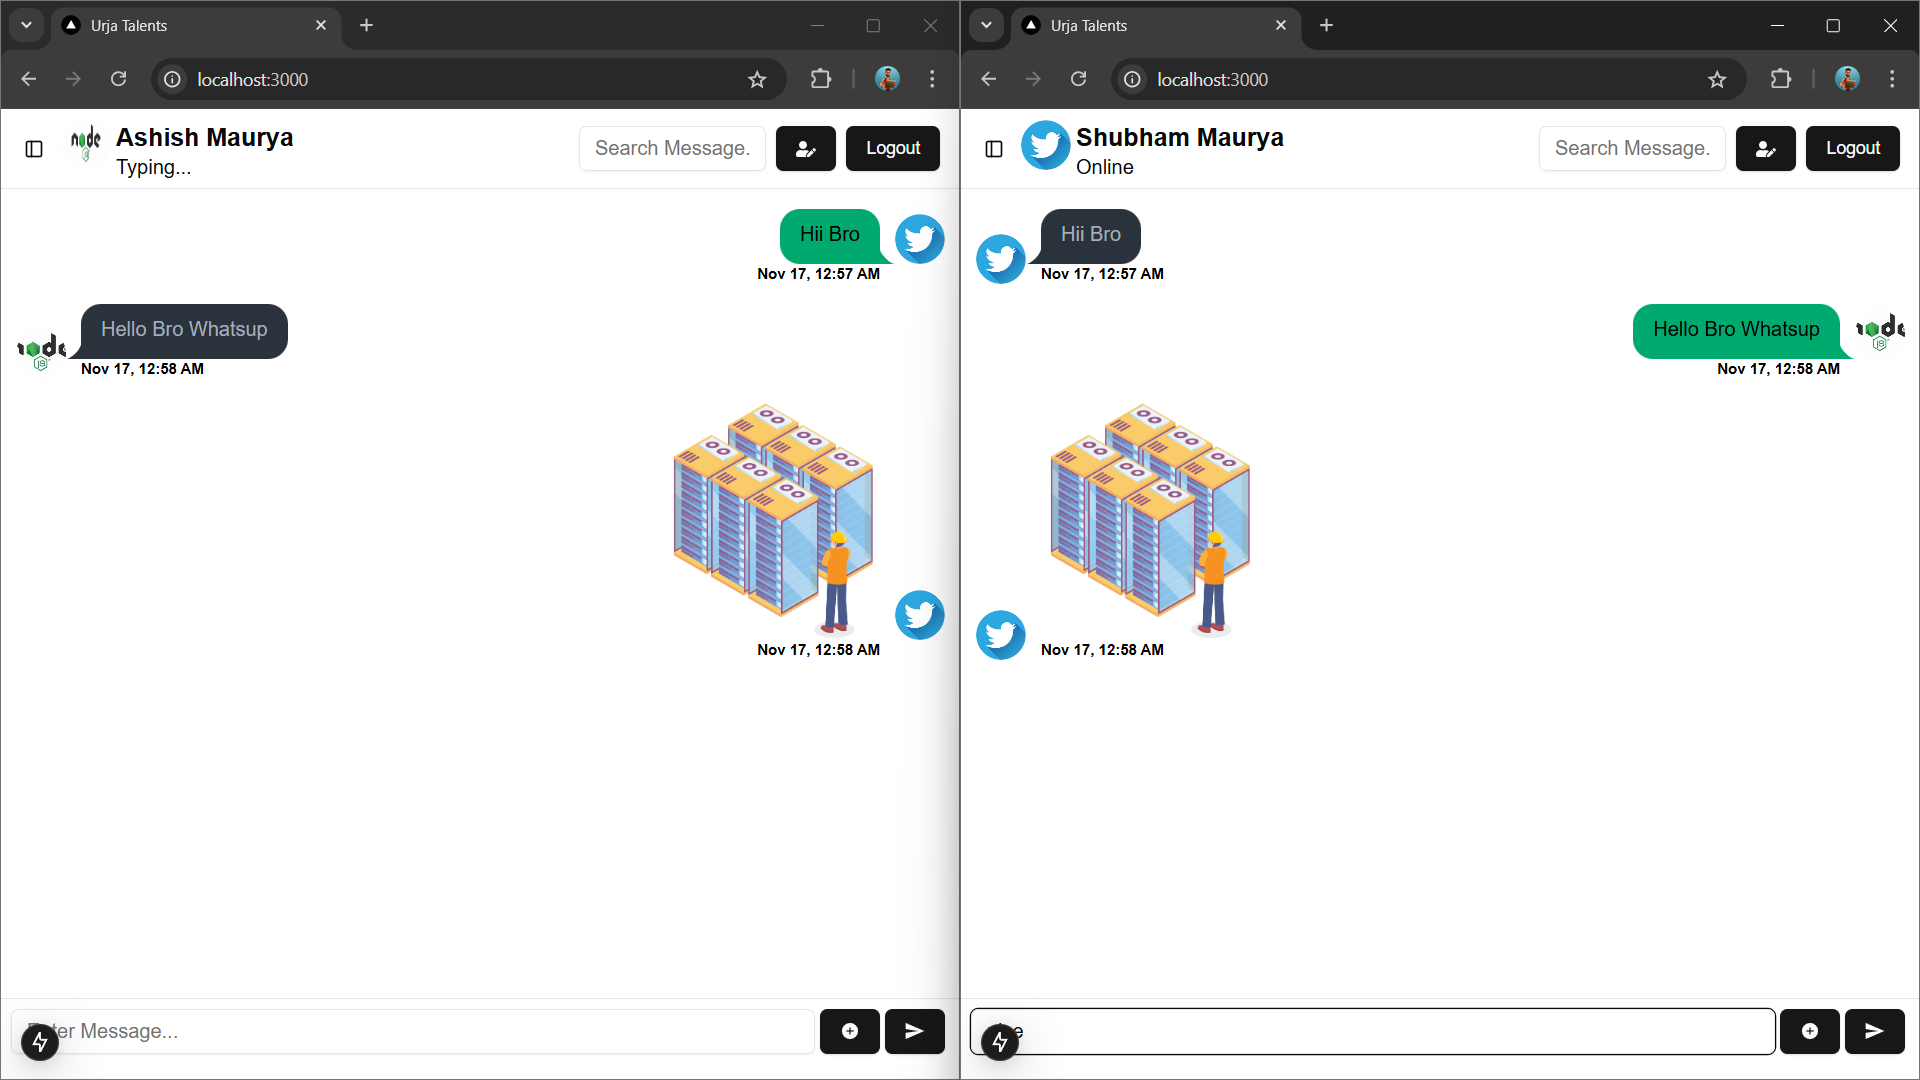 Urja Talents
localhost:3000
node
Ashish Maurya
Typing...
Search Message.
Logout
Hii Bro
Nov 17, 12:57 AM
Hello Bro Whatsup
Nov 17, 12:58 AM
Nov 17, 12:58 AM
Message...
Urja Talents
localhost:3000
Shubham Maurya
Online
Search Message.
Logout
Hii Bro
Nov 17, 12:57 AM
Hello Bro Whatsup
Nov 17, 12:58 AM
Nov 17, 12:58 AM